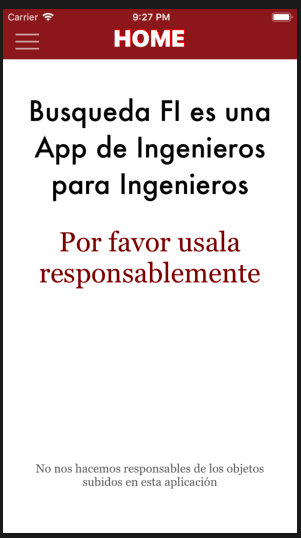 Carrier 9:27 PM
HOME
Busqueda FI es una
App de Ingenieros
para Ingenieros
Por favor usala
responsablemente
No nos hacemos responsables de los objetos
subidos en esta aplicación